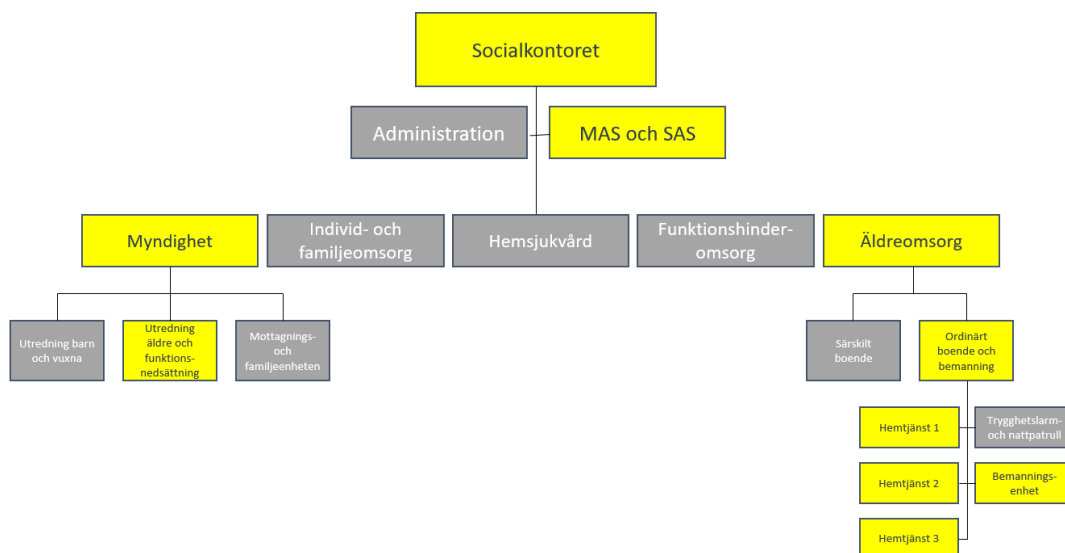 Socialkontoret
Administration
MAS och SAS
Myndighet
Individ- och
familjeomsorg
Hemsjukvård
Funktionshinder-
omsorg
Äldreomsorg
Utredning barn
och vuxna
Utredning
äldre och
funktions-
nedsättning
Mottagnings-
och
familjeenheten
Särskilt
boende
Ordinärt
boende och
bemanning
Hemtjänst 1
Trygghetslarm-
och nattpatrull
Hemtjänst 2
Bemannings-
enhet
Hemtjänst 3